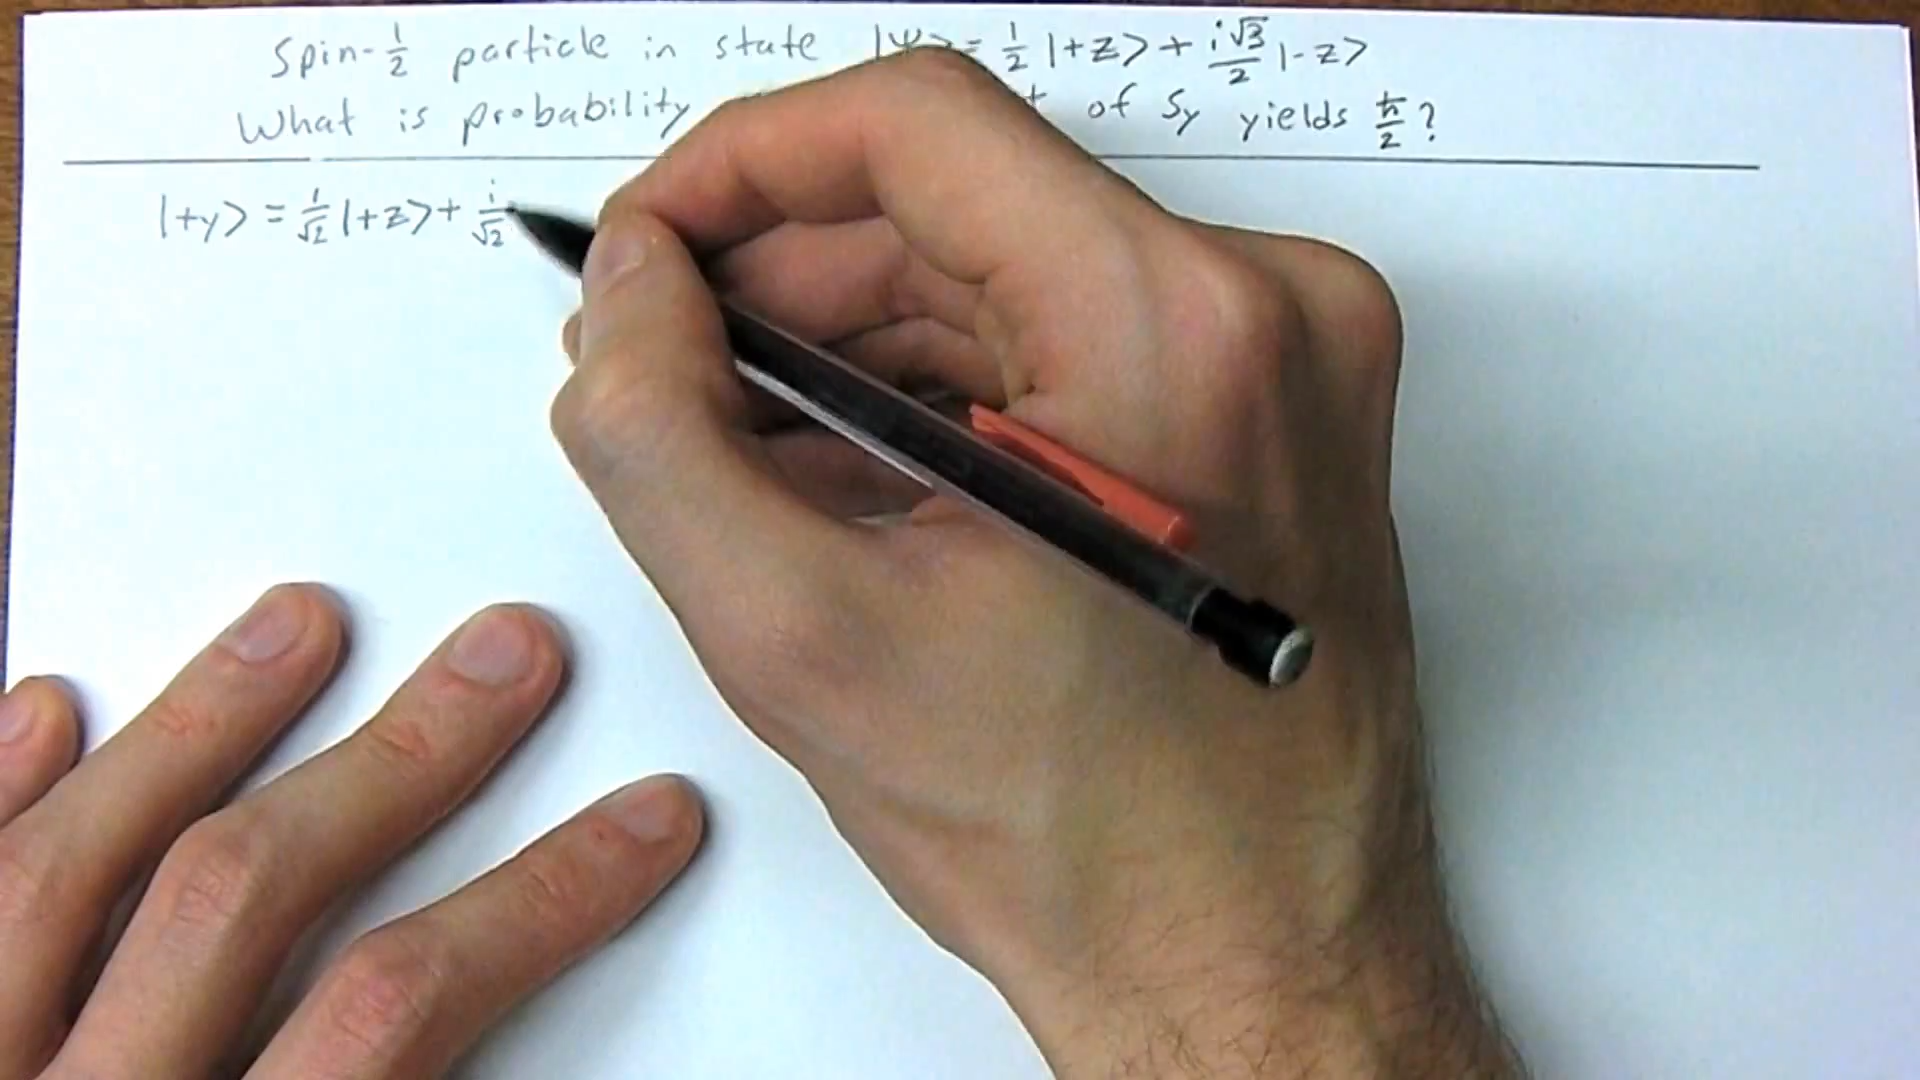 Spin-1/2 particle in state |Ψ> = 1/2 |+z> + i√3/2 |-z>
What is probability of Sy yields ħ/2?
|+y> = 1/√2 |+z> + i/√2